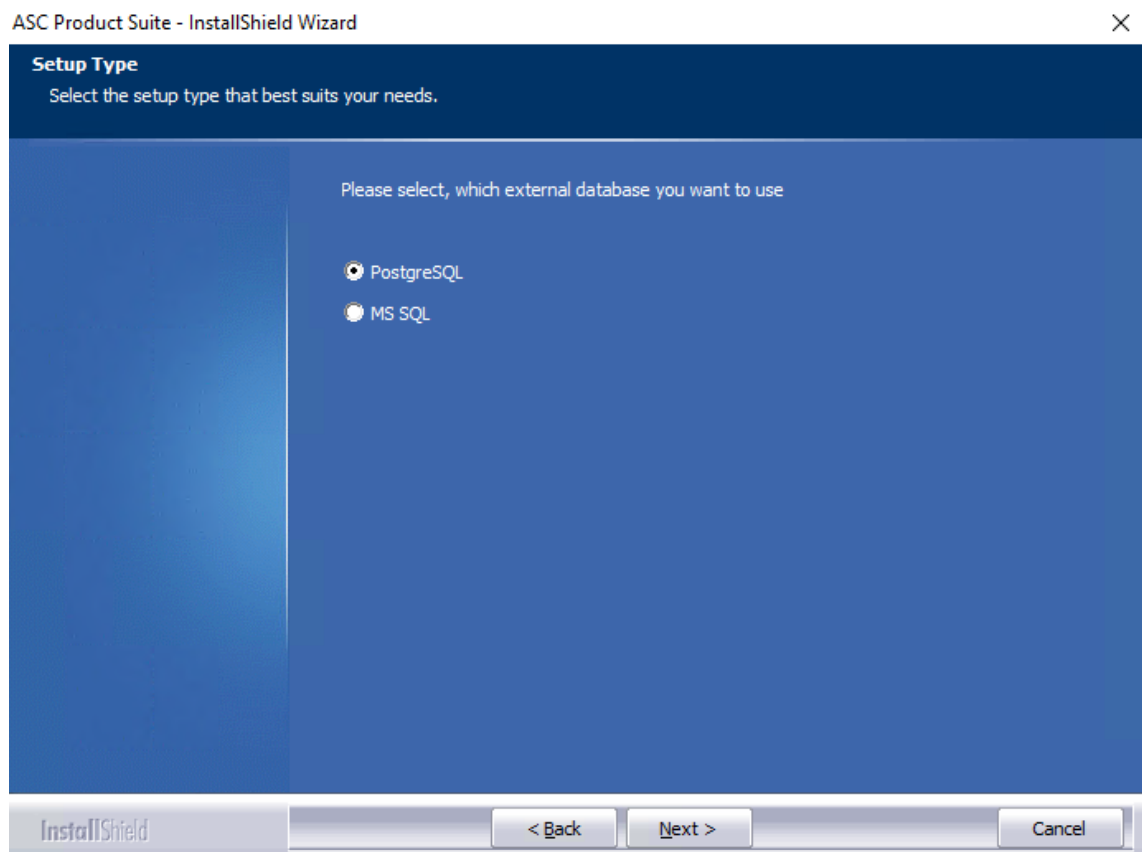 ASC Product Suite - InstallShield Wizard
Setup Type
Select the setup type that best suits your needs.
Please select, which external database you want to use
PostgreSQL
MS SQL
InstallShield
< Back
Next >
Cancel